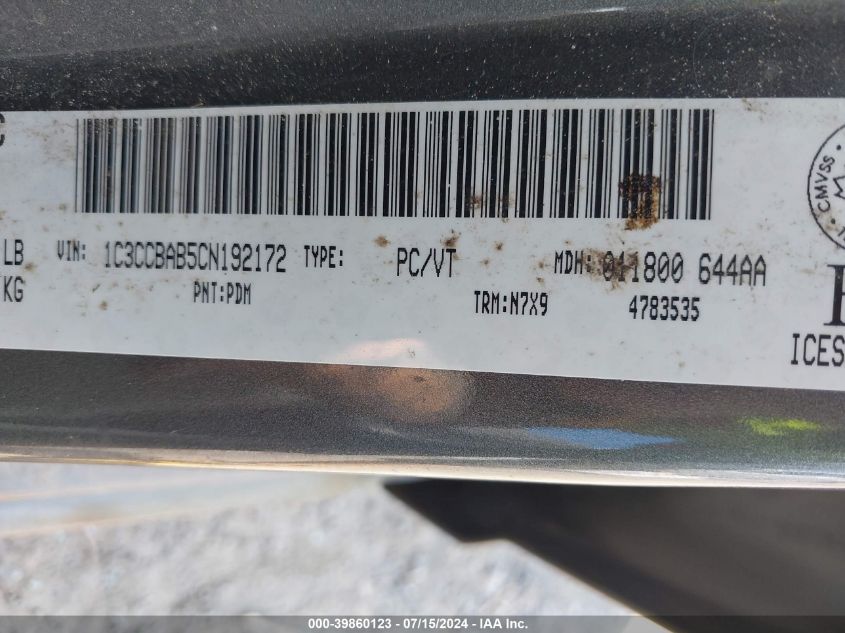 C
LB VIN: 1C3CCBAB5CN192172 TYPE: PC/VT MDH: 011800 644AA
KG PNT:PDM TRM:N7X9 4783535
CMVSS
ICES
000-39860123 - 07/15/2024 - IAA Inc.